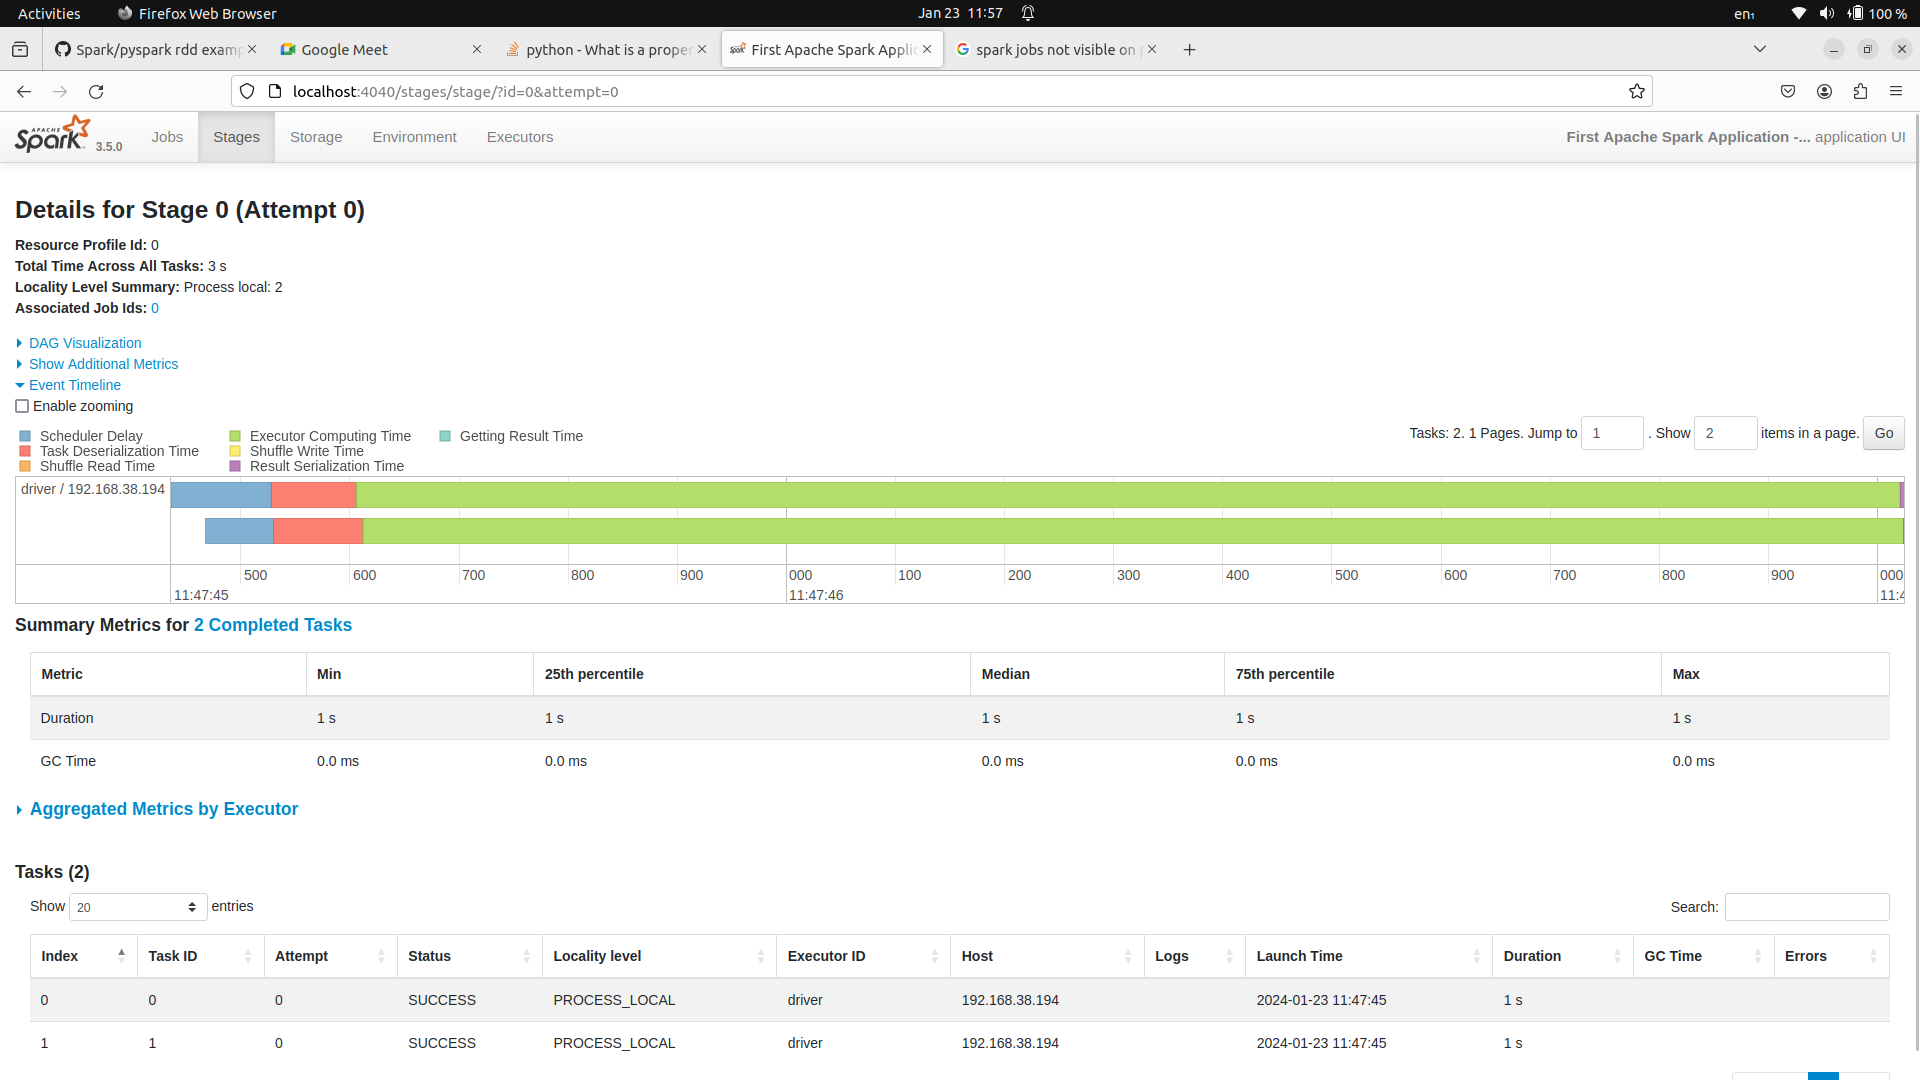 Activities Firefox Web Browser Jan 23 11:57 en₁ 100 %
Spark/pyspark rdd examp Google Meet python - What is a proper First Apache Spark Applic spark jobs not visible on
localhost:4040/stages/stage/?id=0&attempt=0
APACHE Spark 3.5.0 Jobs Stages Storage Environment Executors First Apache Spark Application -... application UI
Details for Stage 0 (Attempt 0)
Resource Profile Id: 0
Total Time Across All Tasks: 3 s
Locality Level Summary: Process local: 2
Associated Job Ids: 0
DAG Visualization
Show Additional Metrics
Event Timeline
Enable zooming
Tasks: 2. 1 Pages. Jump to 1 . Show 2 items in a page. Go
Scheduler Delay Executor Computing Time Getting Result Time
Task Deserialization Time Shuffle Write Time
Shuffle Read Time Result Serialization Time
driver / 192.168.38.194
500 600 700 800 900 000 100 200 300 400 500 600 700 800 900 000
11:47:45 11:47:46 11:4
Summary Metrics for 2 Completed Tasks
Metric Min 25th percentile Median 75th percentile Max
Duration 1 s 1 s 1 s 1 s 1 s
GC Time 0.0 ms 0.0 ms 0.0 ms 0.0 ms 0.0 ms
Aggregated Metrics by Executor
Tasks (2)
Show 20 entries Search:
Index Task ID Attempt Status Locality level Executor ID Host Logs Launch Time Duration GC Time Errors
0 0 0 SUCCESS PROCESS_LOCAL driver 192.168.38.194 2024-01-23 11:47:45 1 s
1 1 0 SUCCESS PROCESS_LOCAL driver 192.168.38.194 2024-01-23 11:47:45 1 s